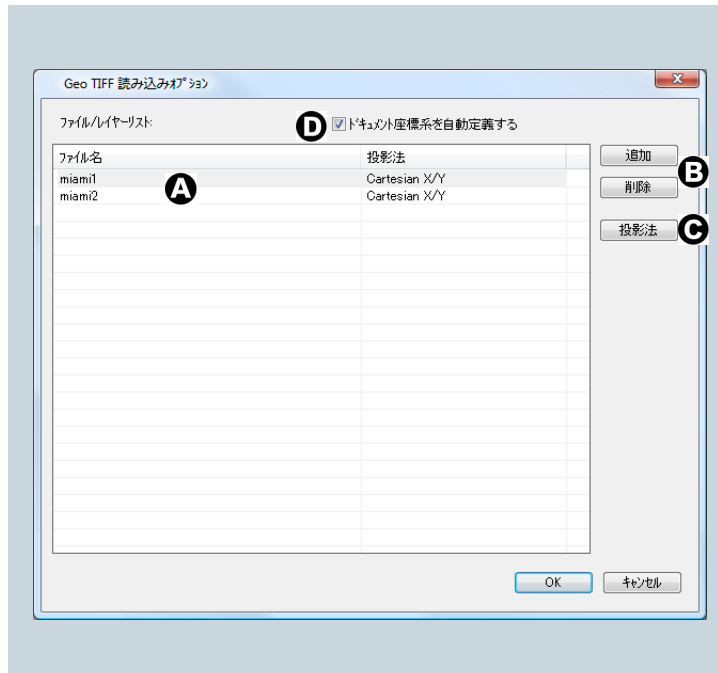 Geo TIFF 読み込みｵﾌﾟｼｮﾝ
X
ﾌｧｲﾙ/ﾚｲﾔｰﾘｽﾄ:
D ﾄﾞｷｭﾒﾝﾄ座標系を自動定義する
ﾌｧｲﾙ名 投影法
追加
B
miami1 Cartesian X/Y
A
削除
miami2 Cartesian X/Y
投影法 C
OK ｷｬﾝｾﾙ